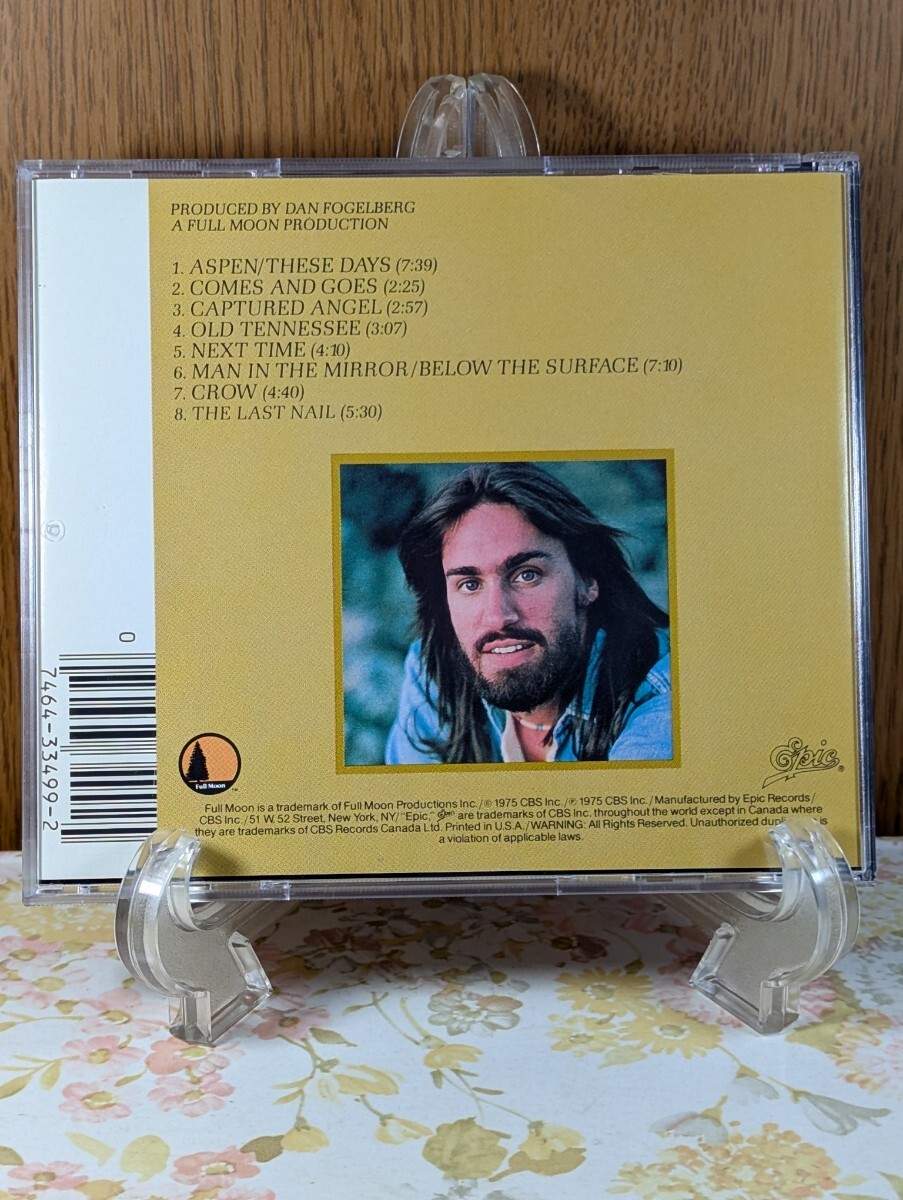 PRODUCED BY DAN FOGELBERG
A FULL MOON PRODUCTION
1. ASPEN/THESE DAYS (7:39)
2. COMES AND GOES (2:25)
3. CAPTURED ANGEL (2:57)
4. OLD TENNESSEE (3:07)
5. NEXT TIME (4:10)
6. MAN IN THE MIRROR/BELOW THE SURFACE (7:10)
7. CROW (4:40)
8. THE LAST NAIL (5:30)
0
7464-33499-2
Full Moon
TM
Epic
®
Full Moon is a trademark of Full Moon Productions Inc./© 1975 CBS Inc./℗ 1975 CBS Inc./Manufactured by Epic Records/
CBS Inc./51 W. 52 Street, New York, NY/"Epic," Epic are trademarks of CBS Inc. throughout the world except in Canada where
they are trademarks of CBS Records Canada Ltd. Printed in U.S.A./WARNING: All Rights Reserved. Unauthorized is
a violation of applicable laws.